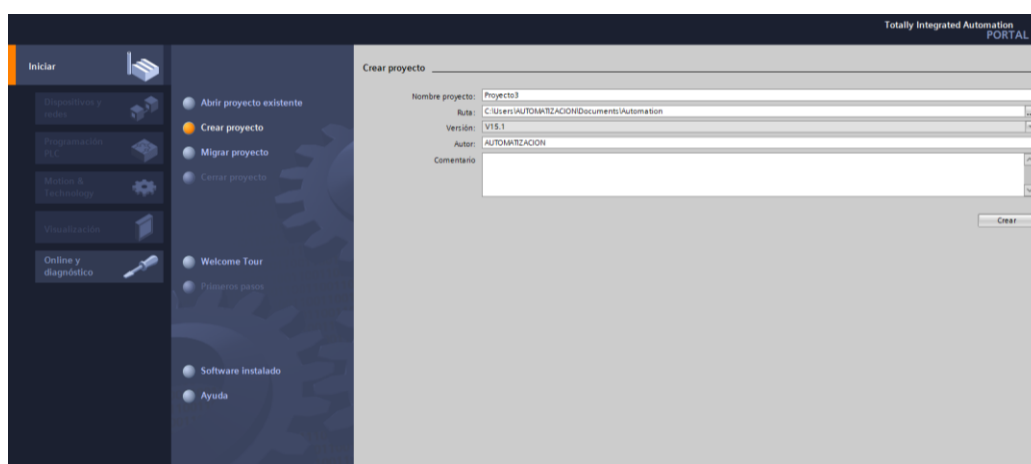 Totally Integrated Automation
PORTAL
Iniciar
Dispositivos y
redes
Programación
PLC
Motion &
Technology
Visualización
Online y
diagnóstico
Abrir proyecto existente
Crear proyecto
Migrar proyecto
Cerrar proyecto
Welcome Tour
Primeros pasos
Software instalado
Ayuda
Crear proyecto
Nombre proyecto: Proyecto3
Ruta: C:\Users\AUTOMATIZACION\Documents\Automation
Versión: V15.1
Autor: AUTOMATIZACION
Comentario
Crear